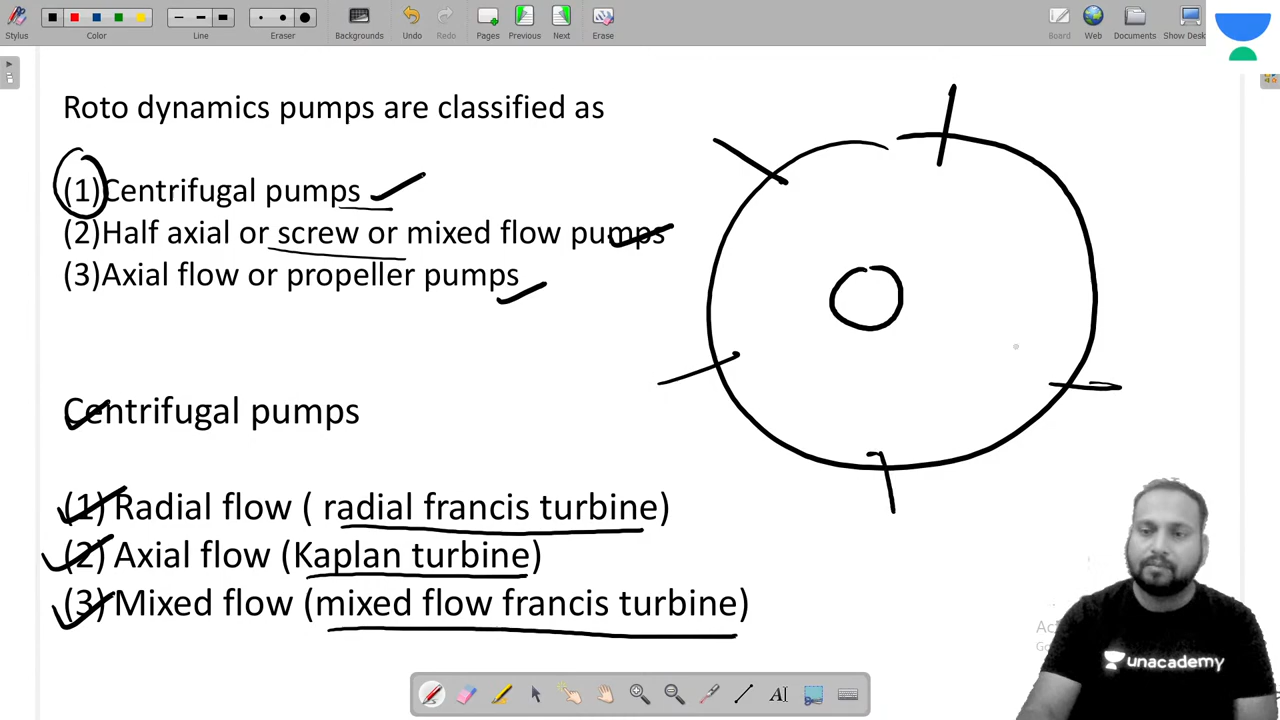 Stylus
Color
Line
Eraser
Backgrounds
Undo
Redo
Pages
Previous
Next
Erase
Board
Web
Documents
Show Desk
Roto dynamics pumps are classified as
(1)Centrifugal pumps
(2)Half axial or screw or mixed flow pumps
(3)Axial flow or propeller pumps
Centrifugal pumps
(1) Radial flow ( radial francis turbine)
(2) Axial flow (Kaplan turbine)
(3) Mixed flow (mixed flow francis turbine)
unacademy
AI